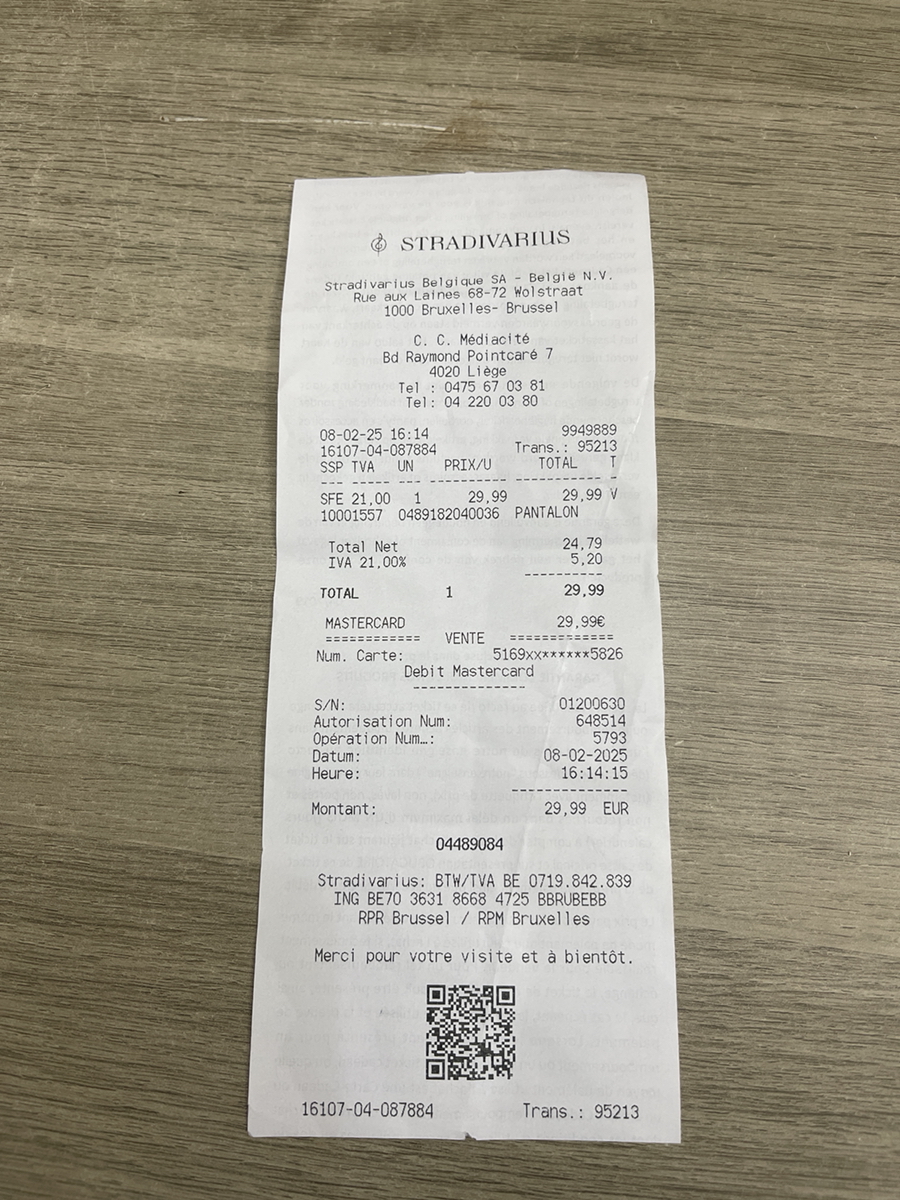 STRADIVARIUS
Stradivarius Belgique SA - België N.V.
Rue aux Laines 68-72 Wolstraat
1000 Bruxelles- Brussel
C. C. Médiacité
Bd Raymond Pointcaré 7
4020 Liège
Tel : 0475 67 03 81
Tel: 04 220 03 80
08-02-25 16:14 9949889
16107-04-087884 Trans.: 95213
SSP TVA UN PRIX/U TOTAL T
--- ----- --- --------- ----------- -
SFE 21,00 1 29,99 29,99 V
10001557 0489182040036 PANTALON
Total Net 24,79
IVA 21,00% 5,20
----------
TOTAL 1 29,99
MASTERCARD 29,99€
============ VENTE =============
Num. Carte: 5169xx******5826
Debit Mastercard
--------------
S/N: 01200630
Autorisation Num: 648514
Opération Num…: 5793
Datum: 08-02-2025
Heure: 16:14:15
--------------
Montant: 29,99 EUR
04489084
Stradivarius: BTW/TVA BE 0719.842.839
ING BE70 3631 8668 4725 BBRUBEBB
RPR Brussel / RPM Bruxelles
Merci pour votre visite et à bientôt.
16107-04-087884 Trans.: 95213